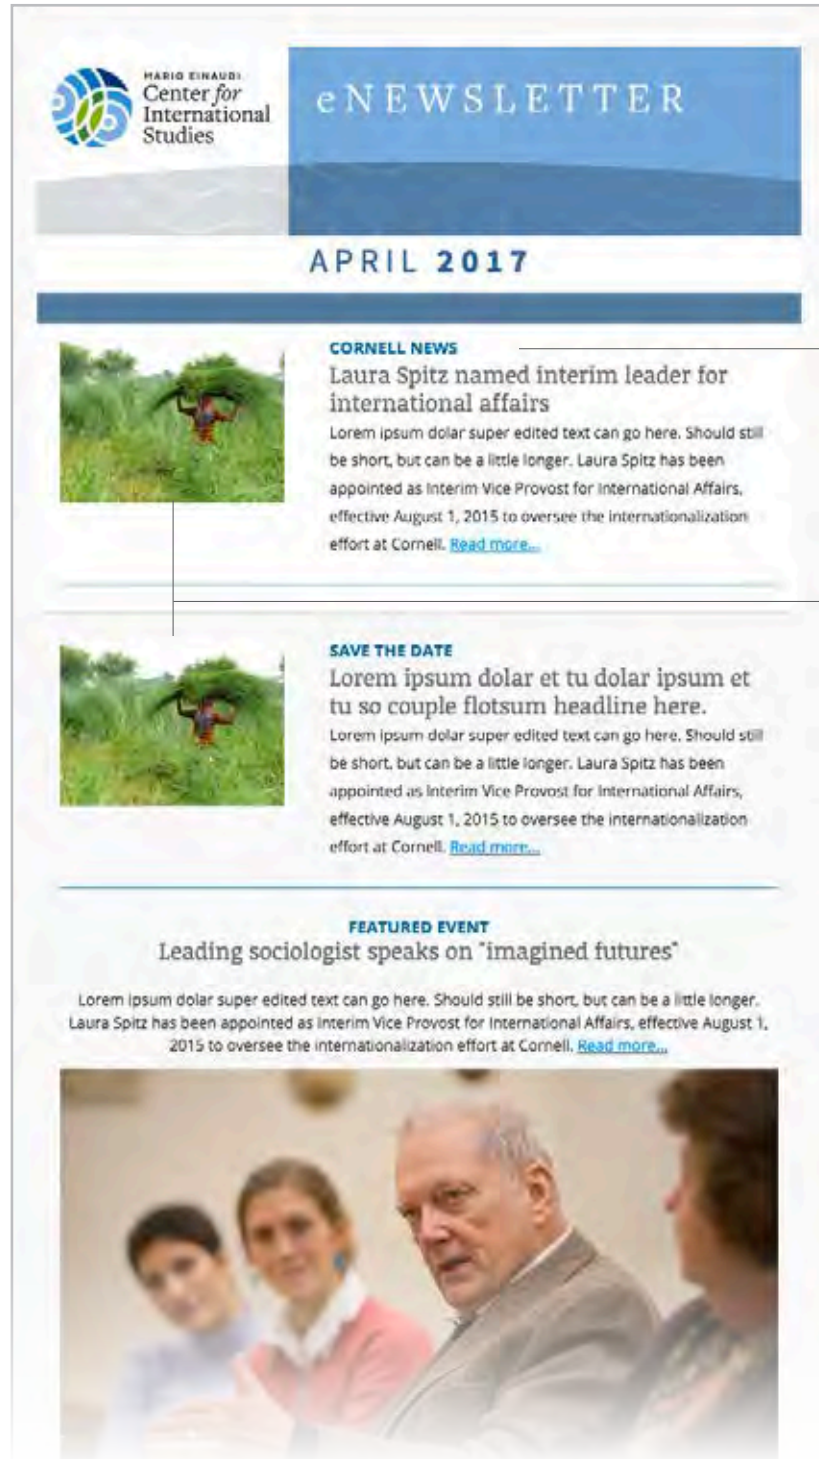 MARIO EINAUDI
Center for
International
Studies
eNEWSLETTER
APRIL 2017
CORNELL NEWS
Laura Spitz named interim leader for
international affairs
Lorem ipsum dolar super edited text can go here. Should still
be short, but can be a little longer. Laura Spitz has been
appointed as Interim Vice Provost for International Affairs,
effective August 1, 2015 to oversee the internationalization
effort at Cornell. Read more...
SAVE THE DATE
Lorem ipsum dolar et tu dolar ipsum et
tu so couple flotsum headline here.
Lorem ipsum dolar super edited text can go here. Should still
be short, but can be a little longer. Laura Spitz has been
appointed as Interim Vice Provost for International Affairs,
effective August 1, 2015 to oversee the internationalization
effort at Cornell. Read more...
FEATURED EVENT
Leading sociologist speaks on "imagined futures"
Lorem ipsum dolar super edited text can go here. Should still be short, but can be a little longer.
Laura Spitz has been appointed as Interim Vice Provost for International Affairs, effective August 1,
2015 to oversee the internationalization effort at Cornell. Read more...